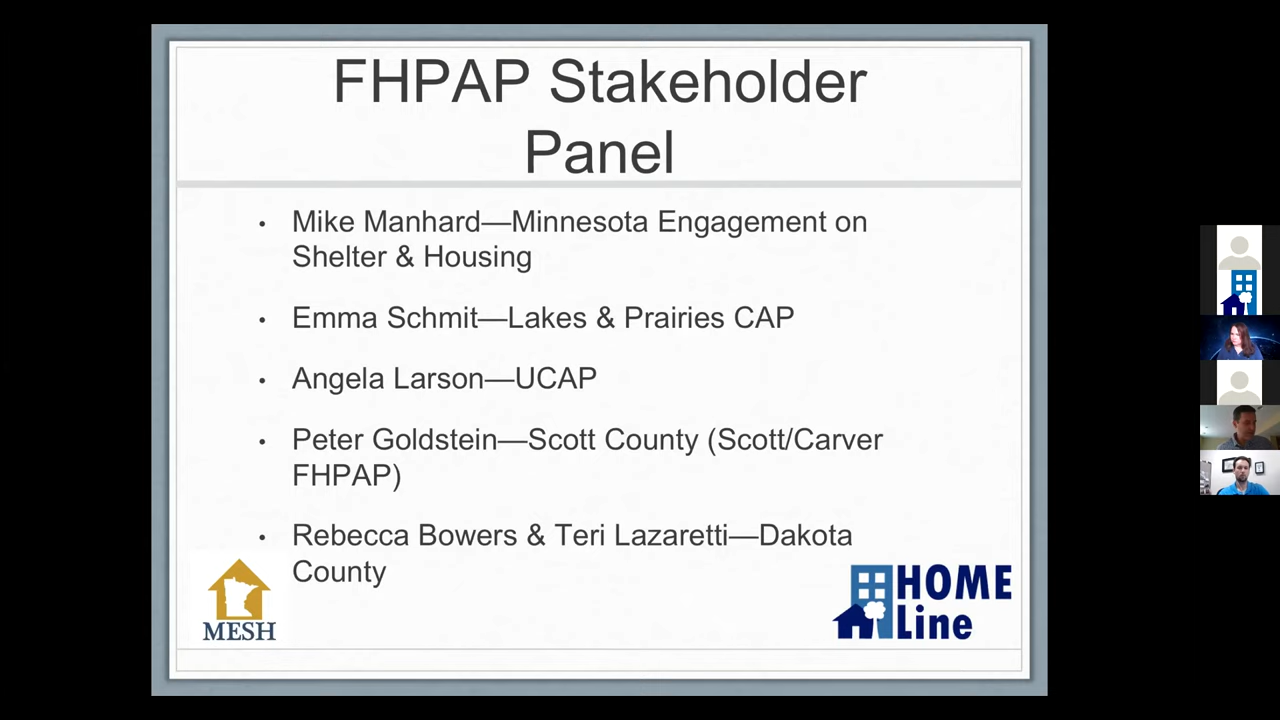 FHPAP Stakeholder
Panel
• Mike Manhard—Minnesota Engagement on
Shelter & Housing
• Emma Schmit—Lakes & Prairies CAP
• Angela Larson—UCAP
• Peter Goldstein—Scott County (Scott/Carver
FHPAP)
• Rebecca Bowers & Teri Lazaretti—Dakota
County
MESH
HOME
Line